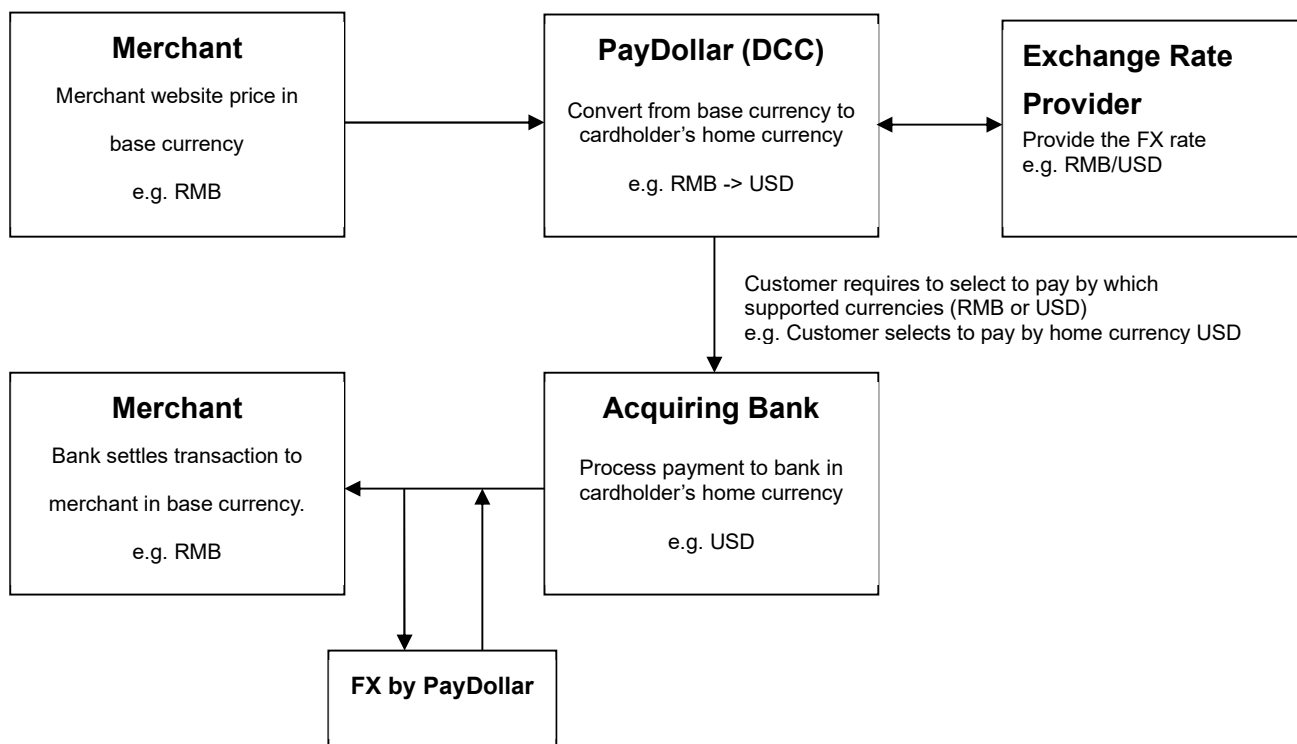 Merchant
Merchant website price in
base currency
e.g. RMB
PayDollar (DCC)
Convert from base currency to
cardholder’s home currency
e.g. RMB -> USD
Exchange Rate
Provider
Provide the FX rate
e.g. RMB/USD
Customer requires to select to pay by which
supported currencies (RMB or USD)
e.g. Customer selects to pay by home currency USD
Merchant
Bank settles transaction to
merchant in base currency.
e.g. RMB
Acquiring Bank
Process payment to bank in
cardholder’s home currency
e.g. USD
FX by PayDollar